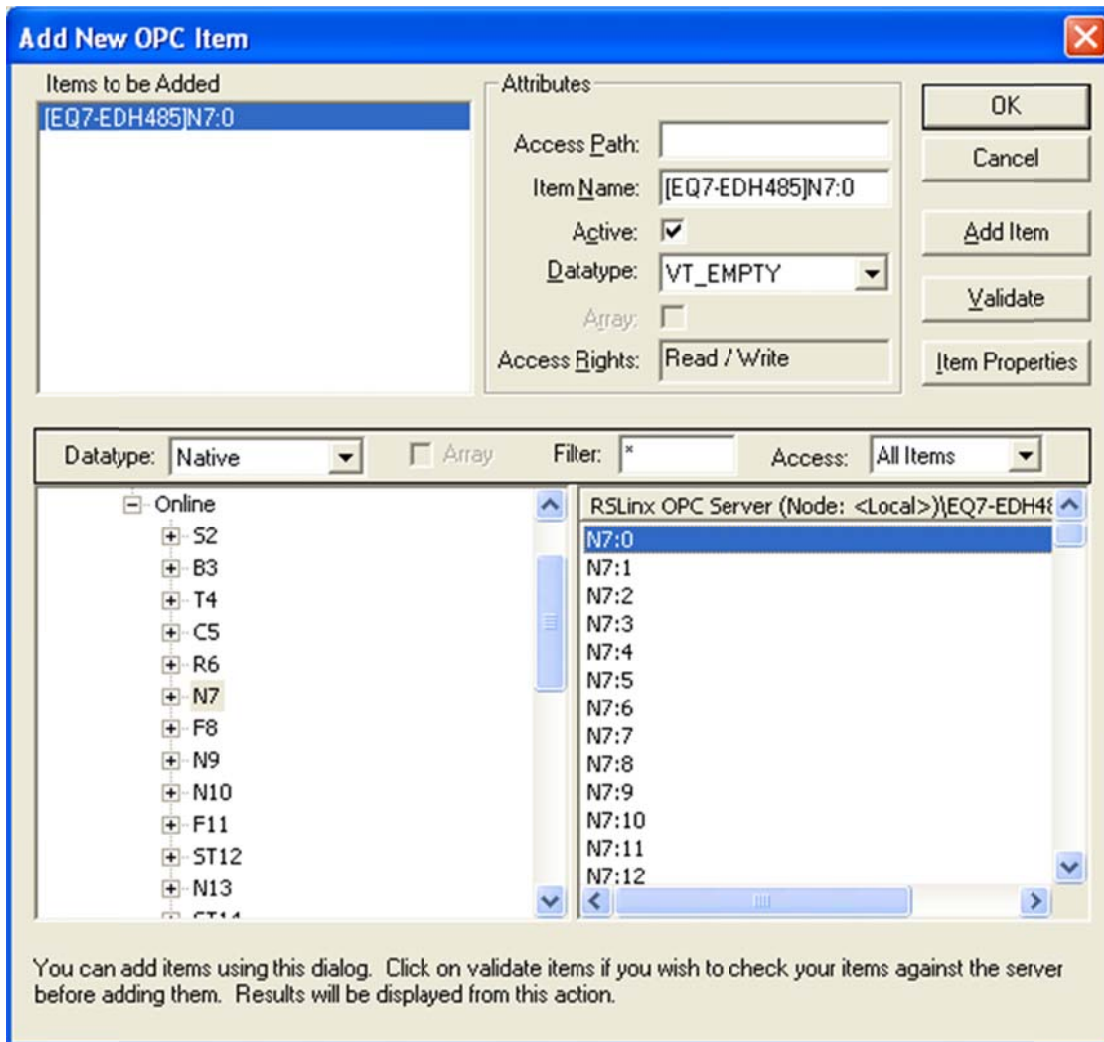 Add New OPC Item
Items to be Added
[EQ7-EDH485]N7:0
Attributes
Access Path:
Item Name: [EQ7-EDH485]N7:0
Active:
Datatype: VT_EMPTY
Array:
Access Rights: Read / Write
OK
Cancel
Add Item
Validate
Item Properties
Datatype: Native Array Filter: * Access: All Items
Online
S2
B3
T4
C5
R6
N7
F8
N9
N10
F11
ST12
N13
ST14
RSLinx OPC Server (Node: <Local>)\EQ7-EDH48
N7:0
N7:1
N7:2
N7:3
N7:4
N7:5
N7:6
N7:7
N7:8
N7:9
N7:10
N7:11
N7:12
You can add items using this dialog. Click on validate items if you wish to check your items against the server
before adding them. Results will be displayed from this action.